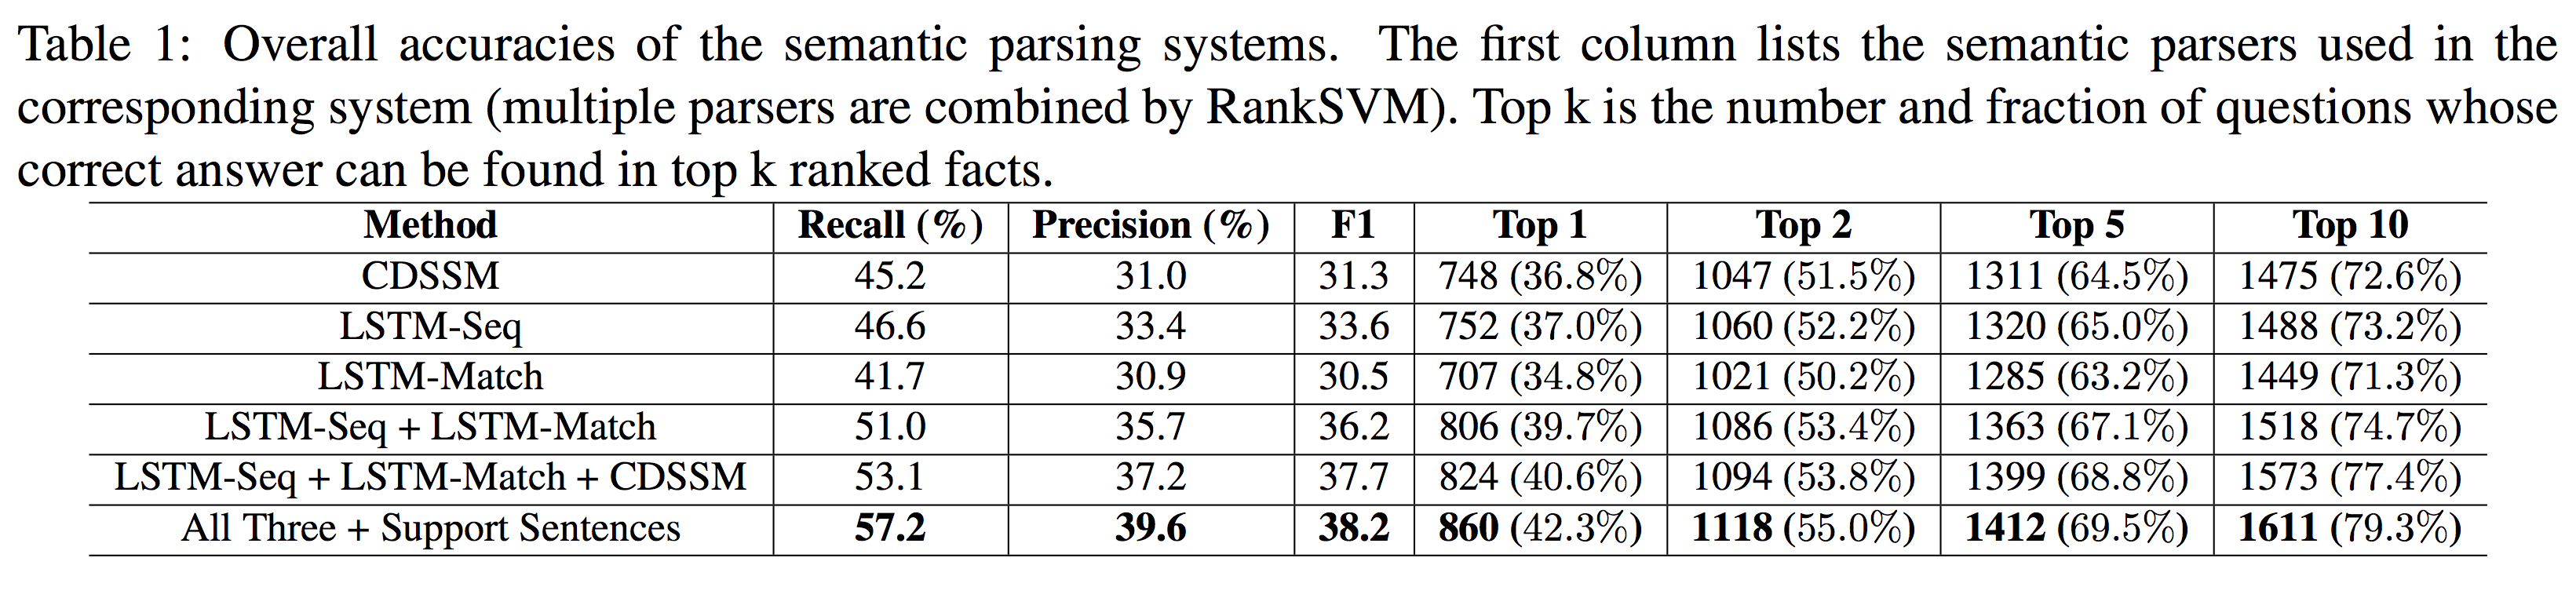 Table 1: Overall accuracies of the semantic parsing systems. The first column lists the semantic parsers used in the
corresponding system (multiple parsers are combined by RankSVM). Top k is the number and fraction of questions whose
correct answer can be found in top k ranked facts.
Method Recall (%) Precision (%) F1 Top 1 Top 2 Top 5 Top 10
CDSSM 45.2 31.0 31.3 748 (36.8%) 1047 (51.5%) 1311 (64.5%) 1475 (72.6%)
LSTM-Seq 46.6 33.4 33.6 752 (37.0%) 1060 (52.2%) 1320 (65.0%) 1488 (73.2%)
LSTM-Match 41.7 30.9 30.5 707 (34.8%) 1021 (50.2%) 1285 (63.2%) 1449 (71.3%)
LSTM-Seq + LSTM-Match 51.0 35.7 36.2 806 (39.7%) 1086 (53.4%) 1363 (67.1%) 1518 (74.7%)
LSTM-Seq + LSTM-Match + CDSSM 53.1 37.2 37.7 824 (40.6%) 1094 (53.8%) 1399 (68.8%) 1573 (77.4%)
All Three + Support Sentences 57.2 39.6 38.2 860 (42.3%) 1118 (55.0%) 1412 (69.5%) 1611 (79.3%)